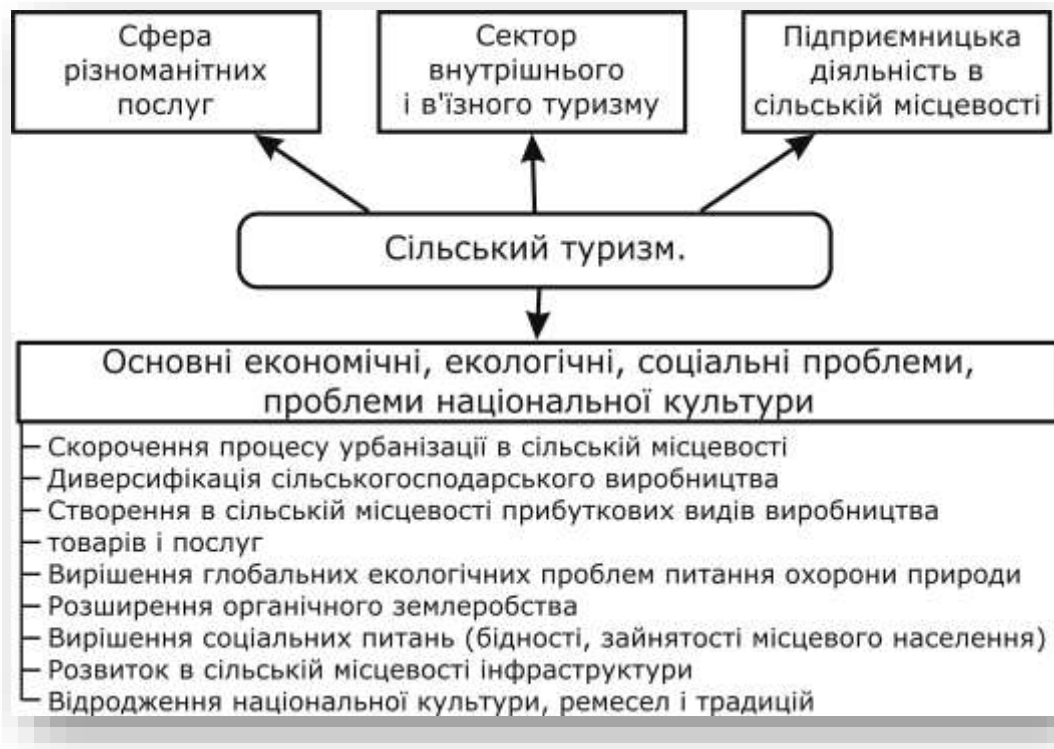 Сфера
різноманітних
послуг
Сектор
внутрішнього
і в'їзного туризму
Підприємницька
діяльність в
сільській місцевості
Сільський туризм.
Основні економічні, екологічні, соціальні проблеми,
проблеми національної культури
Скорочення процесу урбанізації в сільській місцевості
Диверсифікація сільськогосподарського виробництва
Створення в сільській місцевості прибуткових видів виробництва
товарів і послуг
Вирішення глобальних екологічних проблем питання охорони природи
Розширення органічного землеробства
Вирішення соціальних питань (бідності, зайнятості місцевого населення)
Розвиток в сільській місцевості інфраструктури
Відродження національної культури, ремесел і традицій